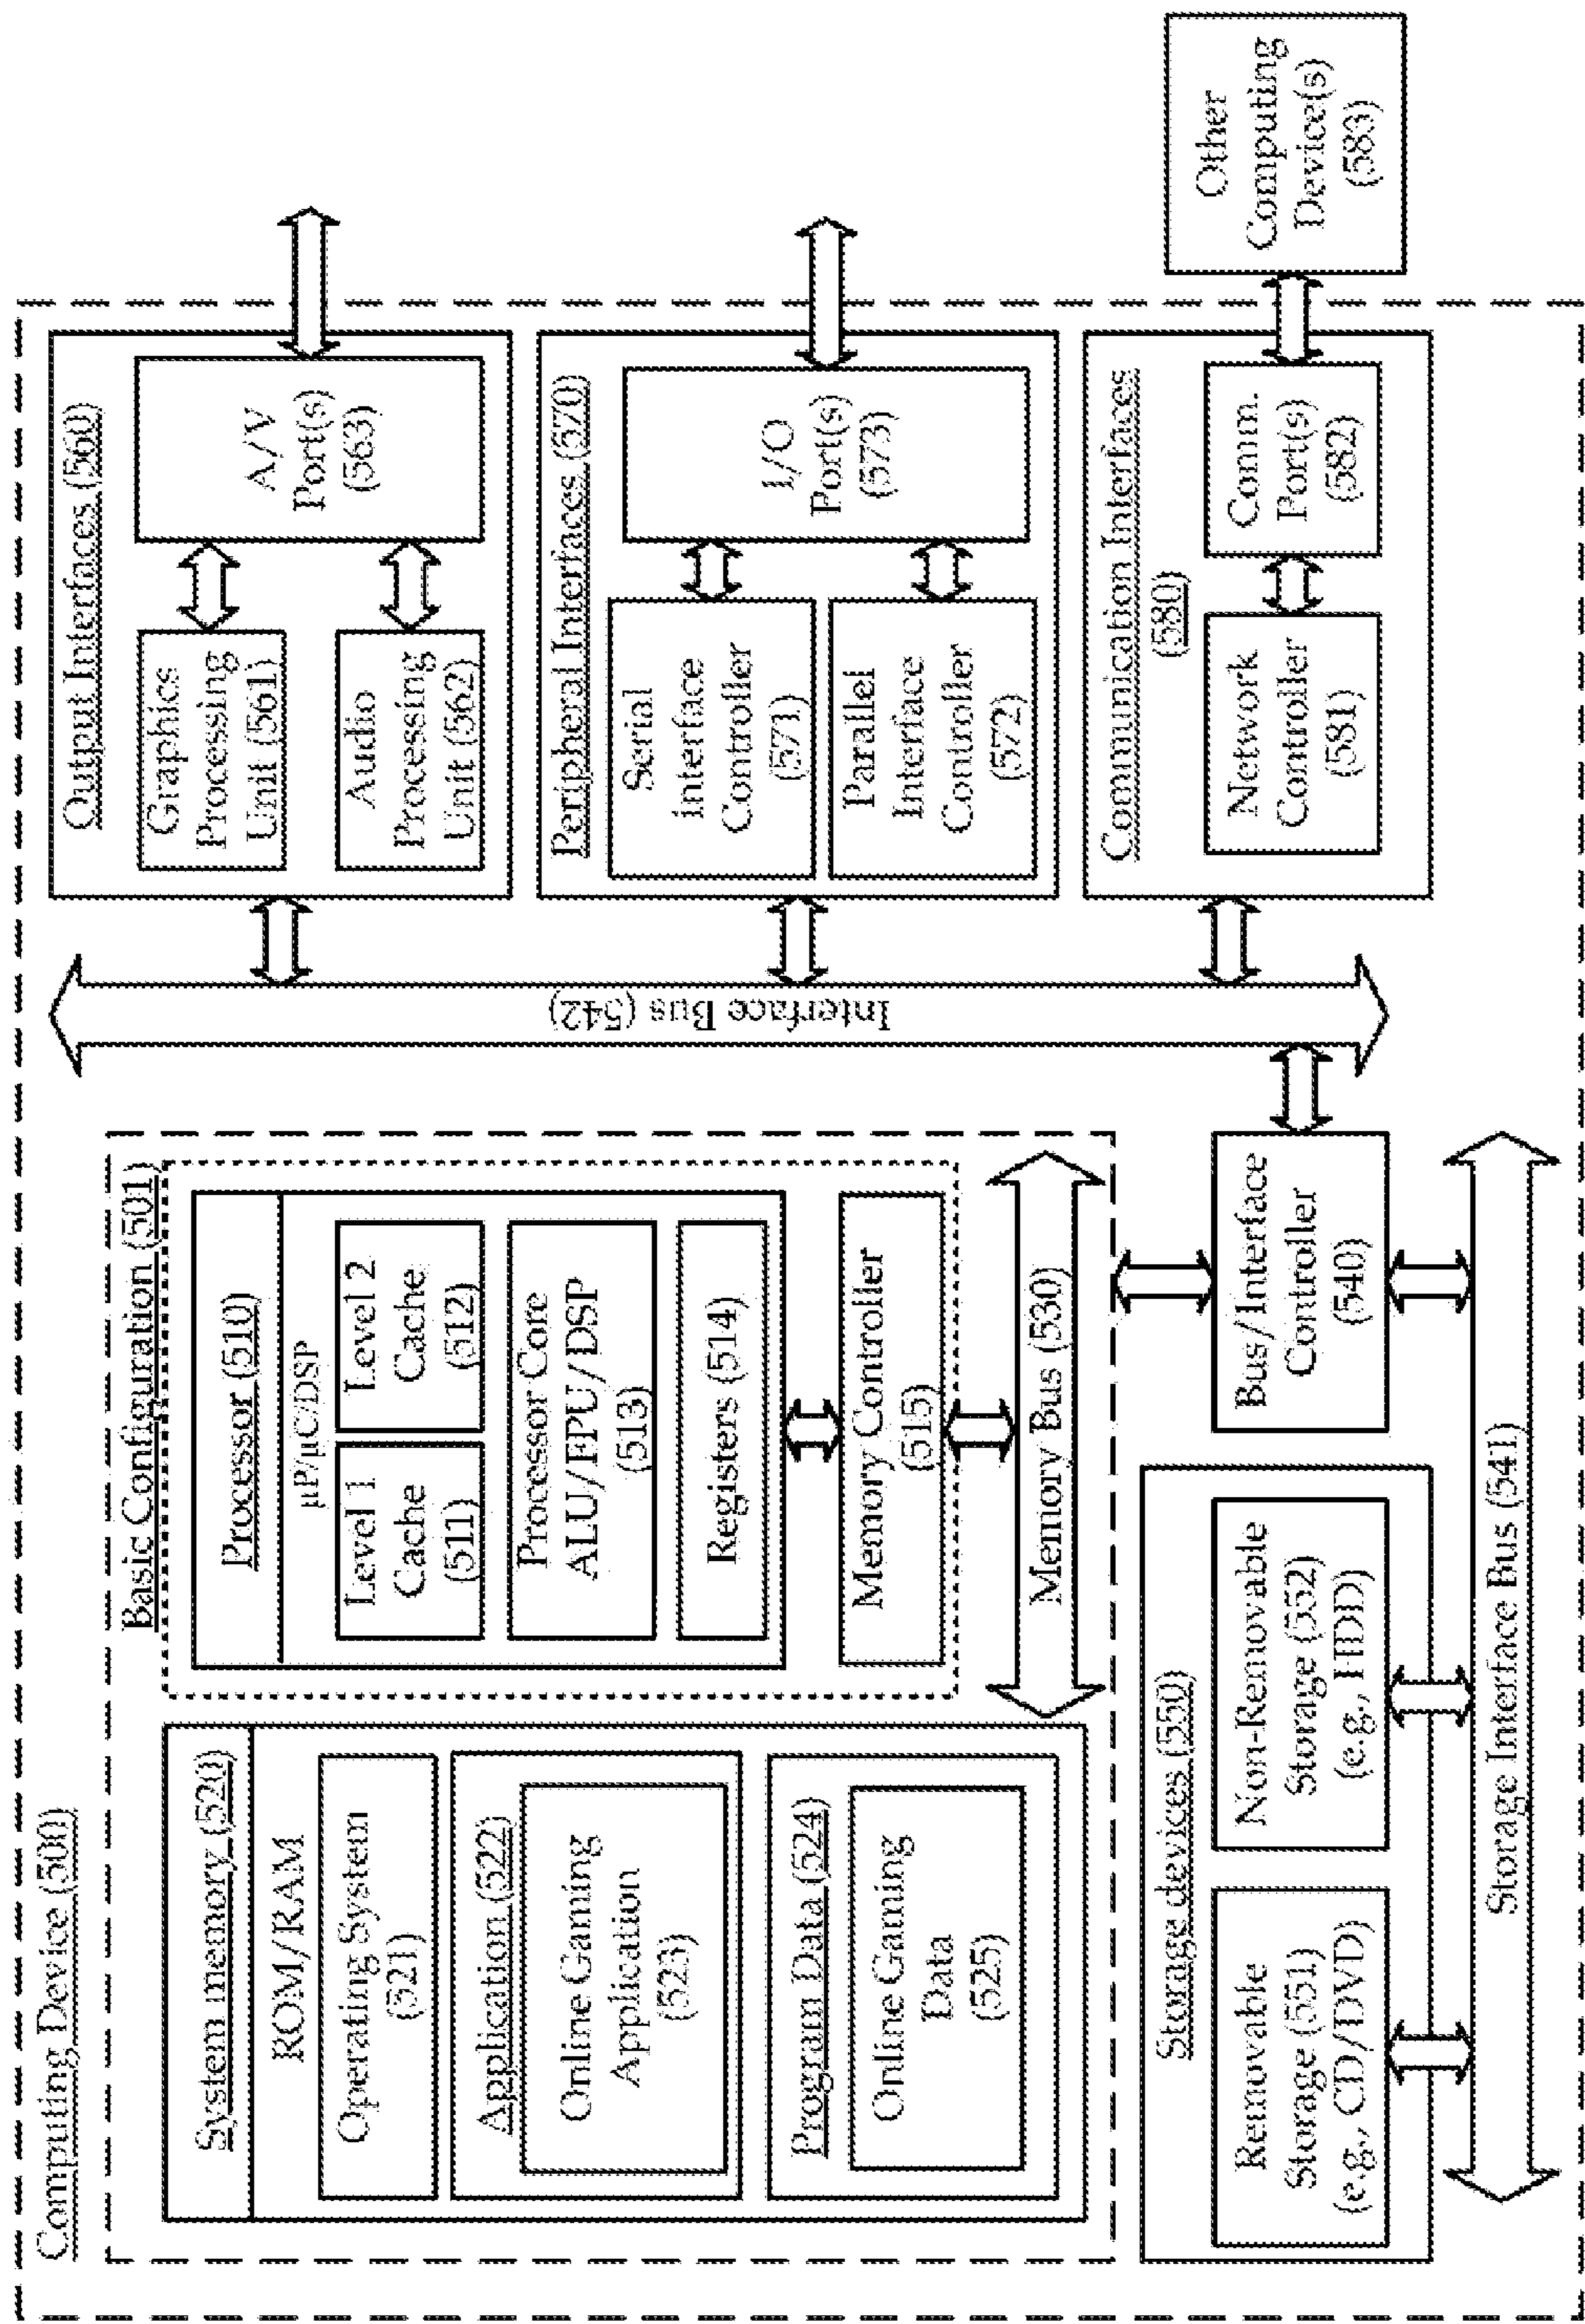 Computing Device (500)
Basic Configuration (501)
System memory (520)
ROM/RAM
Operating System
(521)
Application (522)
Online Gaming
Application
(523)
Program Data (524)
Online Gaming
Data
(525)
Processor (510)
µP/µC/DSP
Level 1
Cache
(511)
Level 2
Cache
(512)
Processor Core
ALU/FPU/DSP
(513)
Registers (514)
Memory Controller
(515)
Memory Bus (530)
Bus/Interface
Controller
(540)
Storage devices (550)
Removable
Storage (551)
(e.g., CD/DVD)
Non-Removable
Storage (552)
(e.g., HDD)
Storage Interface Bus (541)
Interface Bus (542)
Output Interfaces (560)
Graphics
Processing
Unit (561)
Audio
Processing
Unit (562)
A/V
Port(s)
(563)
Peripheral Interfaces (570)
Serial
Interface
Controller
(571)
Parallel
Interface
Controller
(572)
I/O
Port(s)
(573)
Communication Interfaces
(580)
Network
Controller
(581)
Comm.
Port(s)
(582)
Other
Computing
Device(s)
(583)